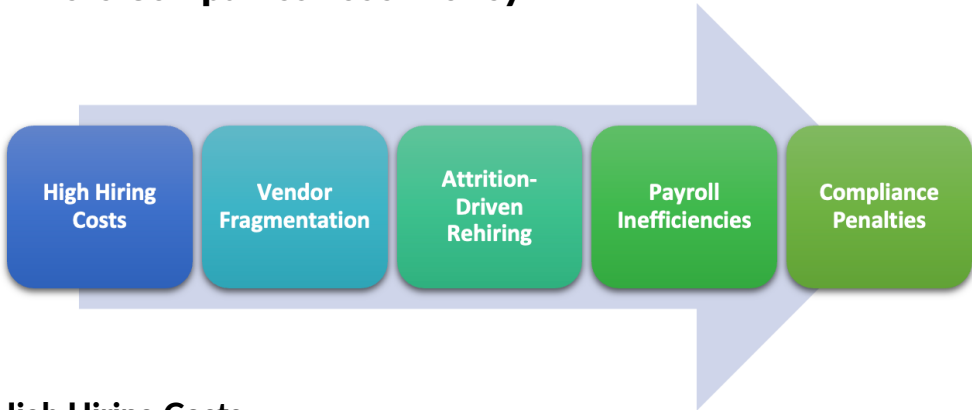 High Hiring
Costs
Vendor
Fragmentation
Attrition-
Driven
Rehiring
Payroll
Inefficiencies
Compliance
Penalties
Hiring Costs